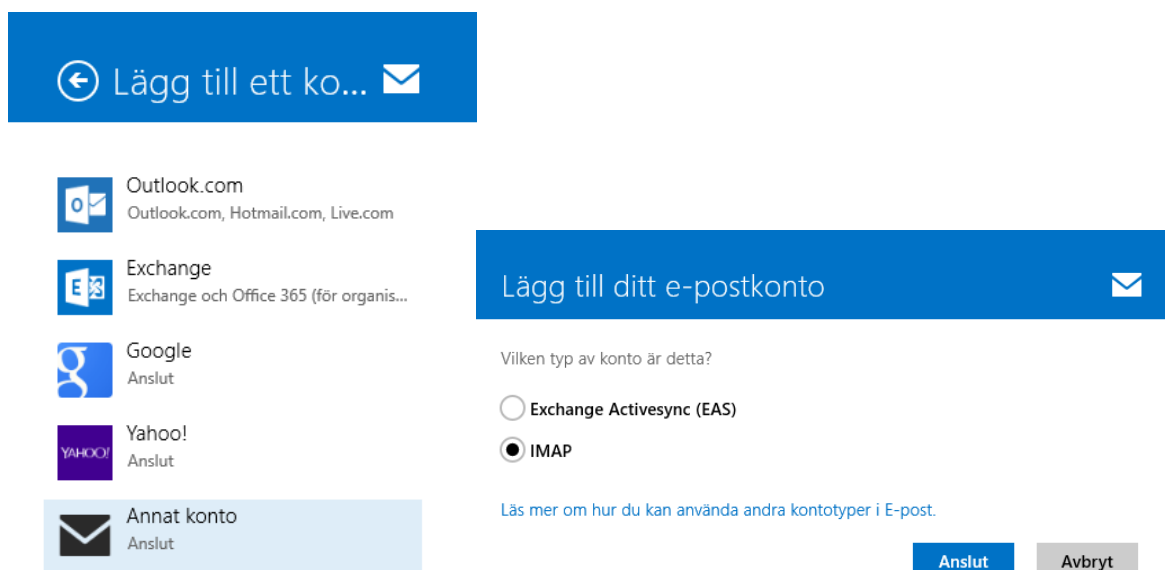 Lägg till ett ko...
Outlook.com
Outlook.com, Hotmail.com, Live.com
Exchange
Exchange och Office 365 (för organis...
Google
Anslut
YAHOO!
Yahoo!
Anslut
Annat konto
Anslut
Lägg till ditt e-postkonto
Vilken typ av konto är detta?
Exchange Activesync (EAS)
IMAP
Läs mer om hur du kan använda andra kontotyper i E-post.
Anslut
Avbryt